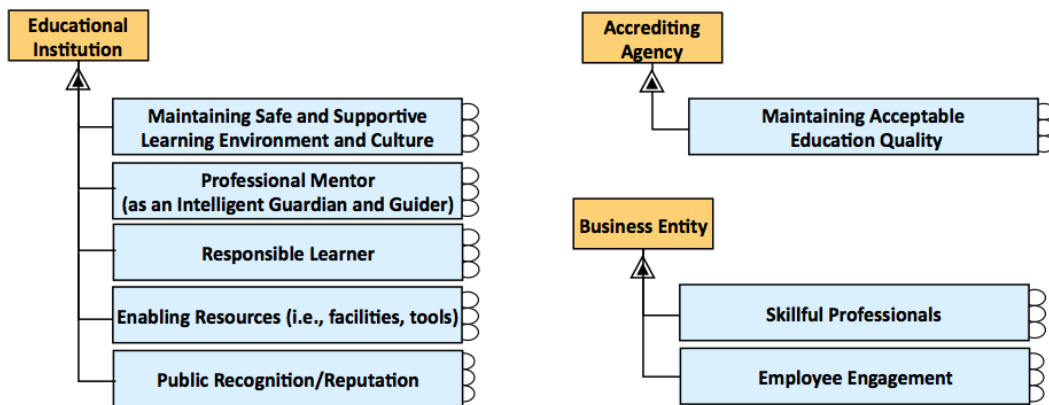 Educational
Institution
Maintaining Safe and Supportive
Learning Environment and Culture
Professional Mentor
(as an Intelligent Guardian and Guider)
Responsible Learner
Enabling Resources (i.e., facilities, tools)
Public Recognition/Reputation
Accrediting
Agency
Maintaining Acceptable
Education Quality
Business Entity
Skillful Professionals
Employee Engagement